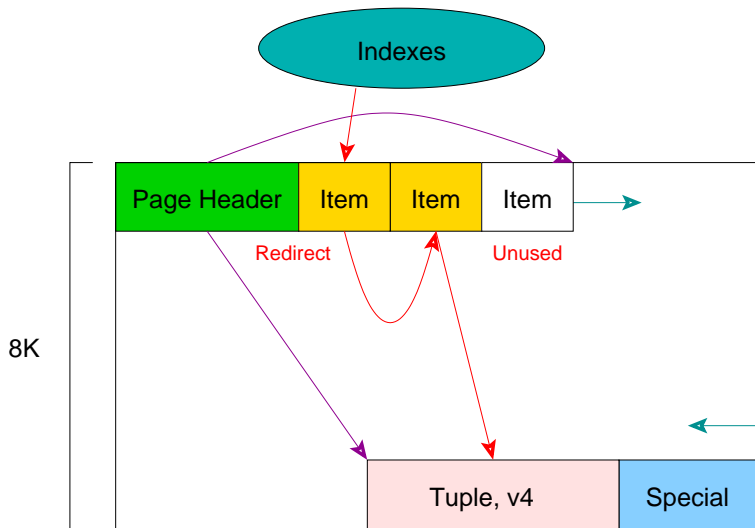 Indexes
Page Header
Item
Item
Item
Redirect
Unused
8K
Tuple, v4
Special